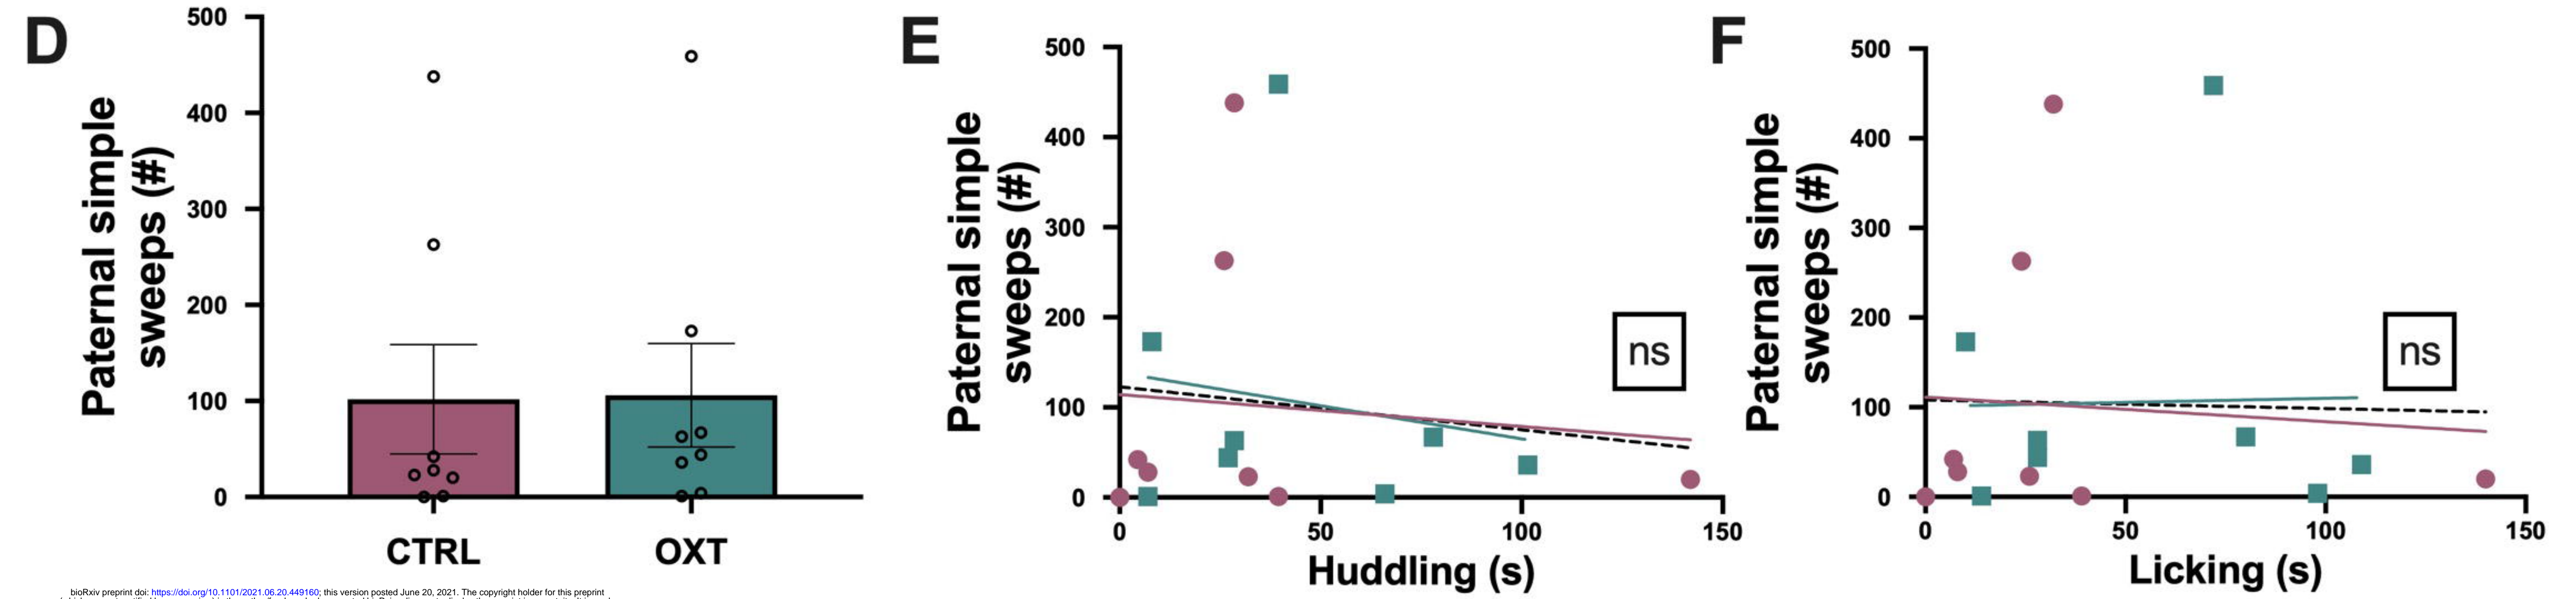 D
Paternal simple
sweeps (#)
500
400
300
200
100
0
CTRL
OXT
E
Paternal simple
sweeps (#)
500
400
300
200
100
0
ns
0
50
100
150
Huddling (s)
F
Paternal simple
sweeps (#)
500
400
300
200
100
0
ns
0
50
100
150
Licking (s)
bioRxiv preprint doi: https://doi.org/10.1101/2021.06.20.449160; this version posted June 20, 2021. The copyright holder for this preprint